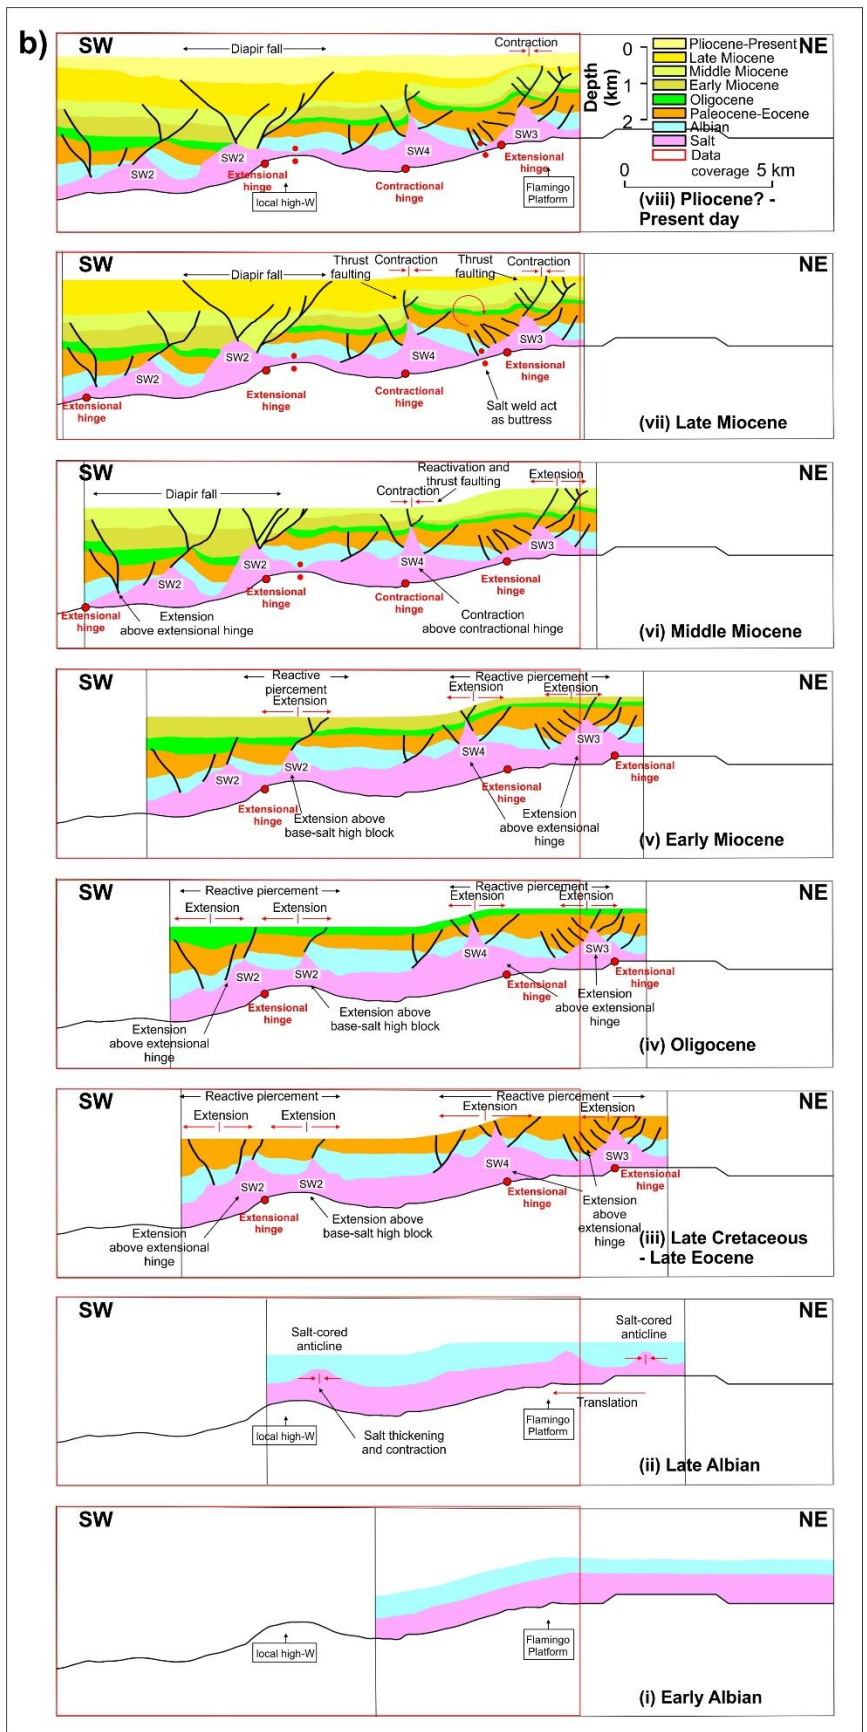 b)
SW
NE
Diapir fall
Contraction
Depth
(km)
0
1
2
Pliocene-Present
Late Miocene
Middle Miocene
Early Miocene
Oligocene
Paleocene-Eocene
Albian
Salt
Data
coverage
0
5 km
SW2
SW2
SW4
SW3
Extensional
hinge
local high-W
Contractional
hinge
Extensional
hinge
Flamingo
Platform
(viii) Pliocene? -
Present day
SW
NE
Diapir fall
Thrust
faulting
Contraction
Thrust
faulting
Contraction
SW2
SW2
SW4
SW3
Extensional
hinge
Extensional
hinge
Contractional
hinge
Extensional
hinge
Salt weld act
as buttress
(vii) Late Miocene
SW
NE
Diapir fall
Reactivation and
thrust faulting
Contraction
Extension
SW2
SW2
SW4
SW3
Extensional
hinge
Extension
above extensional hinge
Extensional
hinge
Contractional
hinge
Contraction
above contractional hinge
Extensional
hinge
(vi) Middle Miocene
SW
NE
Reactive
piercement
Extension
Reactive piercement
Extension
Extension
SW2
SW2
SW4
SW3
Extensional
hinge
Extension above
base-salt high block
Extensional
hinge
Extension
above extensional
hinge
Extensional
hinge
(v) Early Miocene
SW
NE
Reactive piercement
Extension
Extension
Reactive piercement
Extension
Extension
SW2
SW2
SW4
SW3
Extension
above extensional
hinge
Extensional
hinge
Extension above
base-salt high block
Extensional
hinge
Extension
above extensional
hinge
Extensional
hinge
(iv) Oligocene
SW
NE
Reactive piercement
Extension
Extension
Reactive piercement
Extension
Extension
SW2
SW2
SW4
SW3
Extension
above extensional
hinge
Extensional
hinge
Extension above
base-salt high block
Extensional
hinge
Extension
above
extensional
hinge
Extensional
hinge
(iii) Late Cretaceous
- Late Eocene
SW
NE
Salt-cored
anticline
Salt-cored
anticline
local high-W
Salt thickening
and contraction
Flamingo
Platform
Translation
(ii) Late Albian
SW
NE
local high-W
Flamingo
Platform
(i) Early Albian